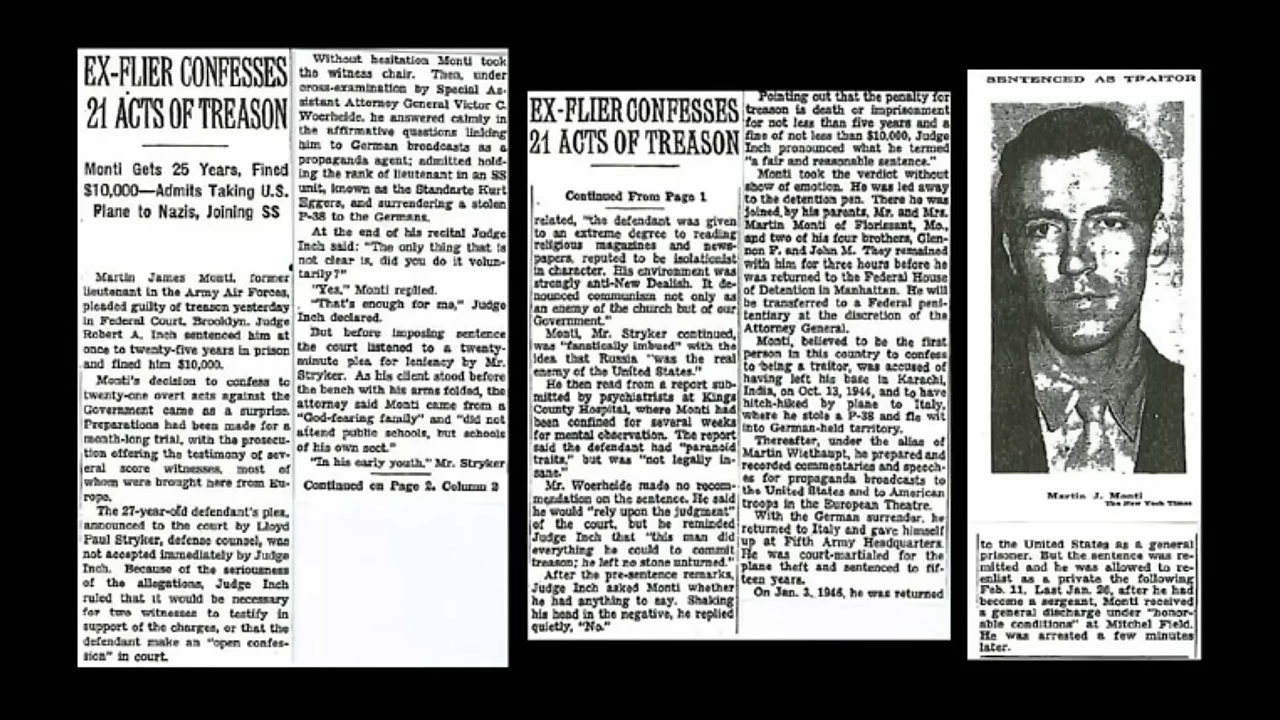 EX-FLIER CONFESSES
21 ACTS OF TREASON
Monti Gets 25 Years, Fined
$10,000—Admits Taking U.S.
Plane to Nazis, Joining SS
Martin James Monti, former
lieutenant in the Army Air Forces,
pleaded guilty of treason yesterday
in Federal Court, Brooklyn. Judge
Robert A. Inch sentenced him at
once to twenty-five years in prison
and fined him $10,000.
Monti's decision to confess to
twenty-one overt acts against the
Government came as a surprise.
Preparations had been made for a
month-long trial, with the prosecu-
tion offering the testimony of sev-
eral score witnesses, most of
whom were brought here from Eu-
rope.
The 27-year-old defendant's plea,
announced to the court by Lloyd
Paul Stryker, defense counsel, was
not accepted immediately by Judge
Inch. Because of the seriousness
of the allegations, Judge Inch
ruled that it would be necessary
for two witnesses to testify in
support of the charges, or that the
defendant make an "open confes-
sion" in court.
Without hesitation Monti took
the witness chair. Then, under
cross-examination by Special As-
sistant Attorney General Victor C.
Woerheide, he answered calmly in
the affirmative questions linking
him to German broadcasts as a
propaganda agent; admitted hold-
ing the rank of lieutenant in an SS
unit, known as the Standarte Kurt
Eggers, and surrendering a stolen
P-38 to the Germans.
At the end of his recital Judge
Inch said: "The only thing that is
not clear is, did you do it volun-
tarily?"
"Yes," Monti replied.
"That's enough for me," Judge
Inch declared.
But before imposing sentence
the court listened to a twenty-
minute plea for leniency by Mr.
Stryker. As his client stood before
the bench with his arms folded, the
attorney said Monti came from a
"God-fearing family" and "did not
attend public schools, but schools
of his own sect."
"In his early youth," Mr. Stryker
Continued on Page 2, Column 2
EX-FLIER CONFESSES
21 ACTS OF TREASON
Continued From Page 1
related, "the defendant was given
to an extreme degree to reading
religious magazines and news-
papers, reputed to be isolationist
in character. His environment was
strongly anti-New Dealish. It de-
nounced communism not only as
an enemy of the church but of our
Government."
Monti, Mr. Stryker continued,
was "fanatically imbued" with the
idea that Russia "was the real
enemy of the United States."
He then read from a report sub-
mitted by psychiatrists at Kings
County Hospital, where Monti had
been confined for several weeks
for mental observation. The report
said the defendant had "paranoid
traits," but was "not legally in-
sane."
Mr. Woerheide made no recom-
mendation on the sentence. He said
he would "rely upon the judgment"
of the court, but he reminded
Judge Inch that "this man did
everything he could to commit
treason; he left no stone unturned."
After the pre-sentence remarks,
Judge Inch asked Monti whether
he had anything to say. Shaking
his head in the negative, he replied
quietly, "No."
Pointing out that the penalty for
treason is death or imprisonment
for not less than five years and a
fine of not less than $10,000, Judge
Inch pronounced what he termed
"a fair and reasonable sentence."
Monti took the verdict without
show of emotion. He was led away
to the detention pen. There he was
joined by his parents, Mr. and Mrs.
Martin Monti of Florissant, Mo.,
and two of his four brothers, Glen-
non P. and John M. They remained
with him for three hours before he
was returned to the Federal House
of Detention in Manhattan. He will
be transferred to a Federal peni-
tentiary at the discretion of the
Attorney General.
Monti, believed to be the first
person in this country to confess
to being a traitor, was accused of
having left his base in Karachi,
India, on Oct. 13, 1944, and to have
hitch-hiked by plane to Italy,
where he stole a P-38 and fle wit
into German-held territory.
Thereafter, under the alias of
Martin Wiethaupt, he prepared and
recorded commentaries and speech-
es for propaganda broadcasts to
the United States and to American
troops in the European Theatre.
With the German surrender, he
returned to Italy and gave himself
up at Fifth Army Headquarters.
He was court-martialed for the
plane theft and sentenced to fif-
teen years.
On Jan. 3, 1946, he was returned
SENTENCED AS TRAITOR
Martin J. Monti
The New York Times
to the United States as a general
prisoner. But the sentence was re-
mitted and he was allowed to re-
enlist as a private the following
Feb. 11. Last Jan. 26, after he had
become a sergeant, Monti received
a general discharge under "honor-
able conditions" at Mitchel Field.
He was arrested a few minutes
later.